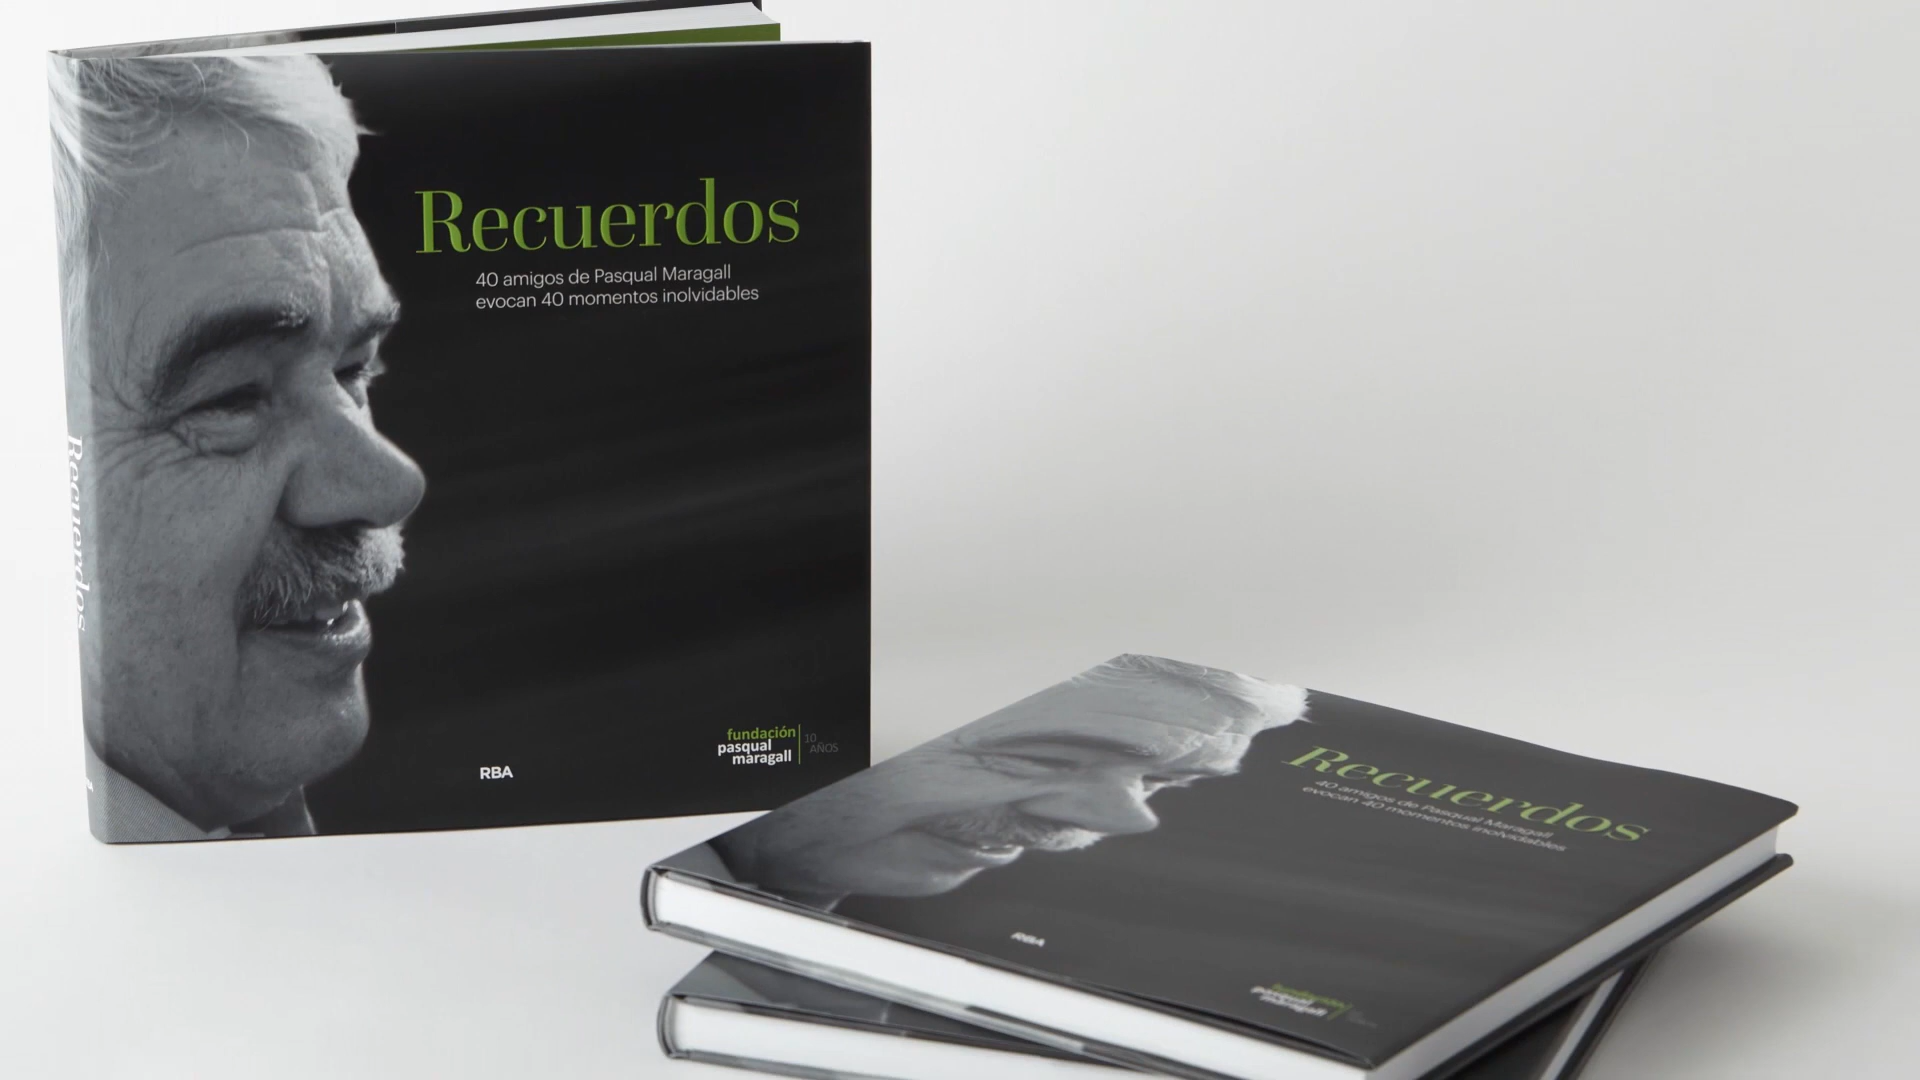 Recuerdos
40 amigos de Pasqual Maragall
evocan 40 momentos inolvidables
Recuerdos
RBA
fundación
pasqual
maragall
10
AÑOS
Recuerdos
40 amigos de Pasqual Maragall
evocan 40 momentos inolvidables
RBA
fundación
pasqual
maragall